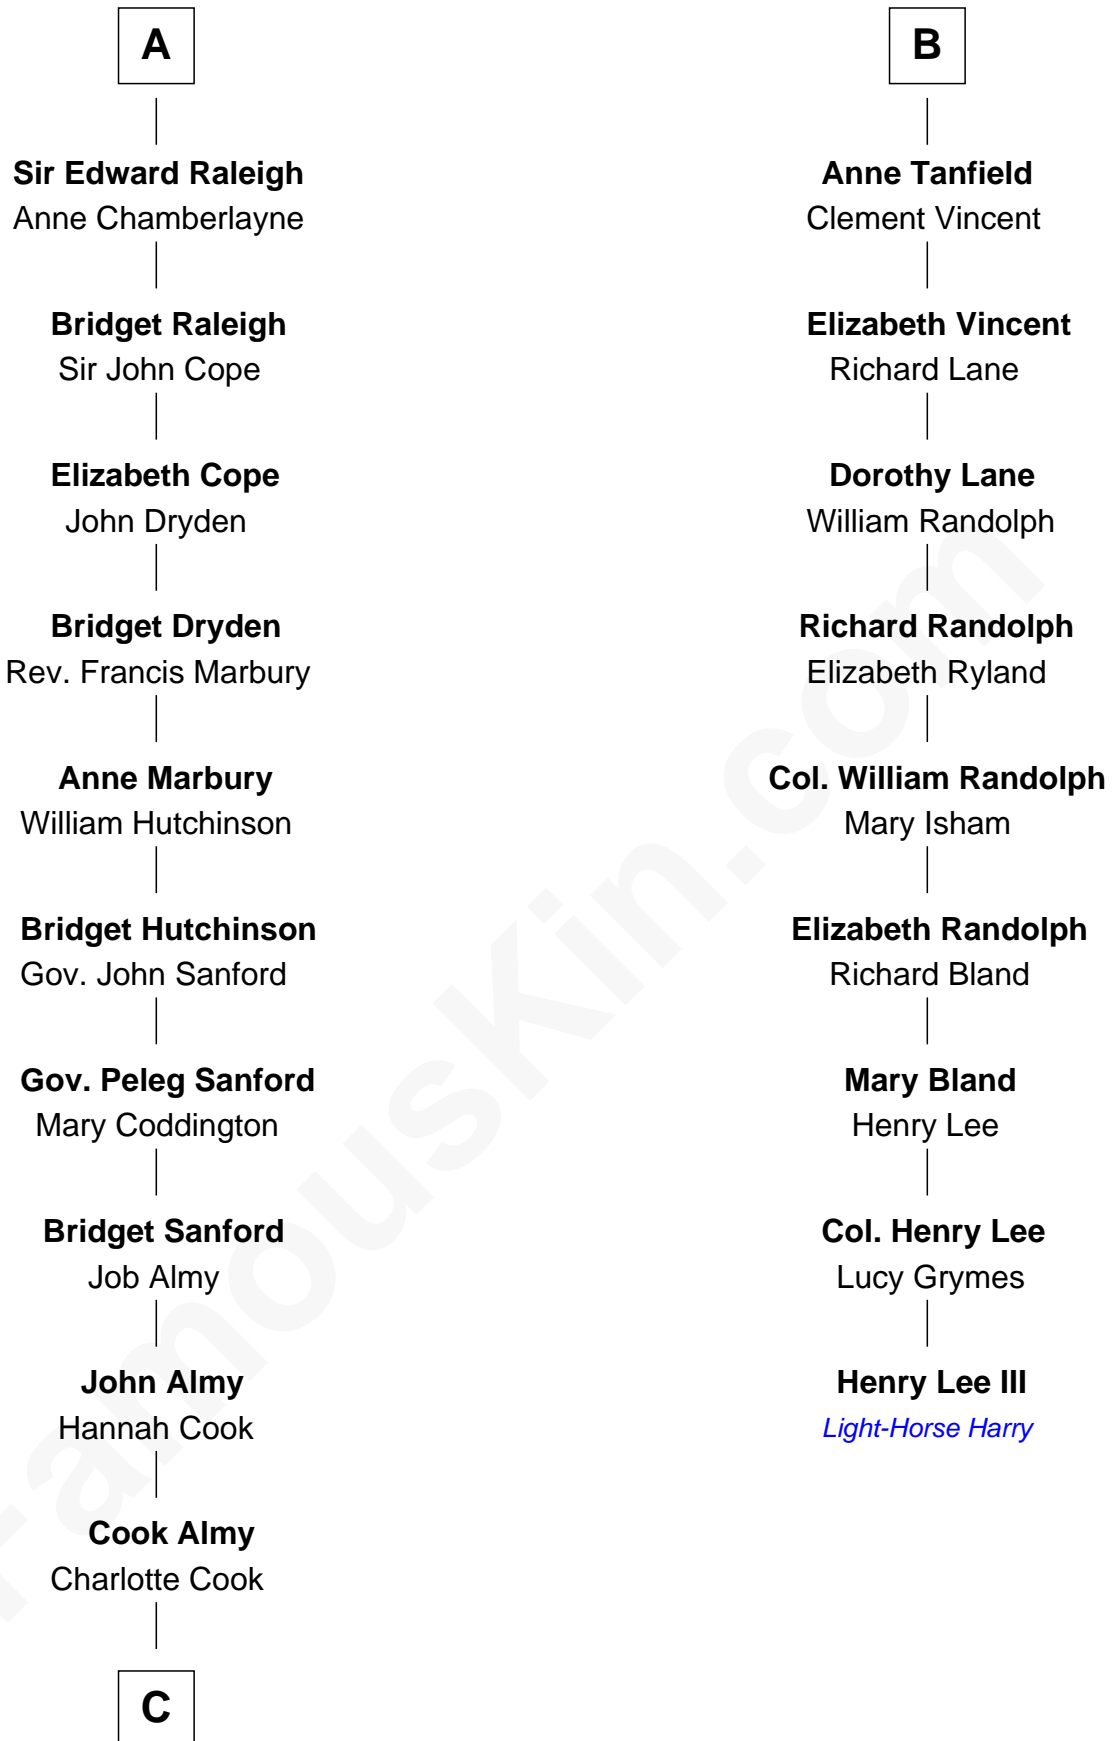 A
Sir Edward Raleigh
Anne Chamberlayne
Bridget Raleigh
Sir John Cope
Elizabeth Cope
John Dryden
Bridget Dryden
Rev. Francis Marbury
Anne Marbury
William Hutchinson
Bridget Hutchinson
Gov. John Sanford
Gov. Peleg Sanford
Mary Coddington
Bridget Sanford
Job Almy
John Almy
Hannah Cook
Cook Almy
Charlotte Cook
C
B
Anne Tanfield
Clement Vincent
Elizabeth Vincent
Richard Lane
Dorothy Lane
William Randolph
Richard Randolph
Elizabeth Ryland
Col. William Randolph
Mary Isham
Elizabeth Randolph
Richard Bland
Mary Bland
Henry Lee
Col. Henry Lee
Lucy Grymes
Henry Lee III
Light-Horse Harry
FamousKin.com